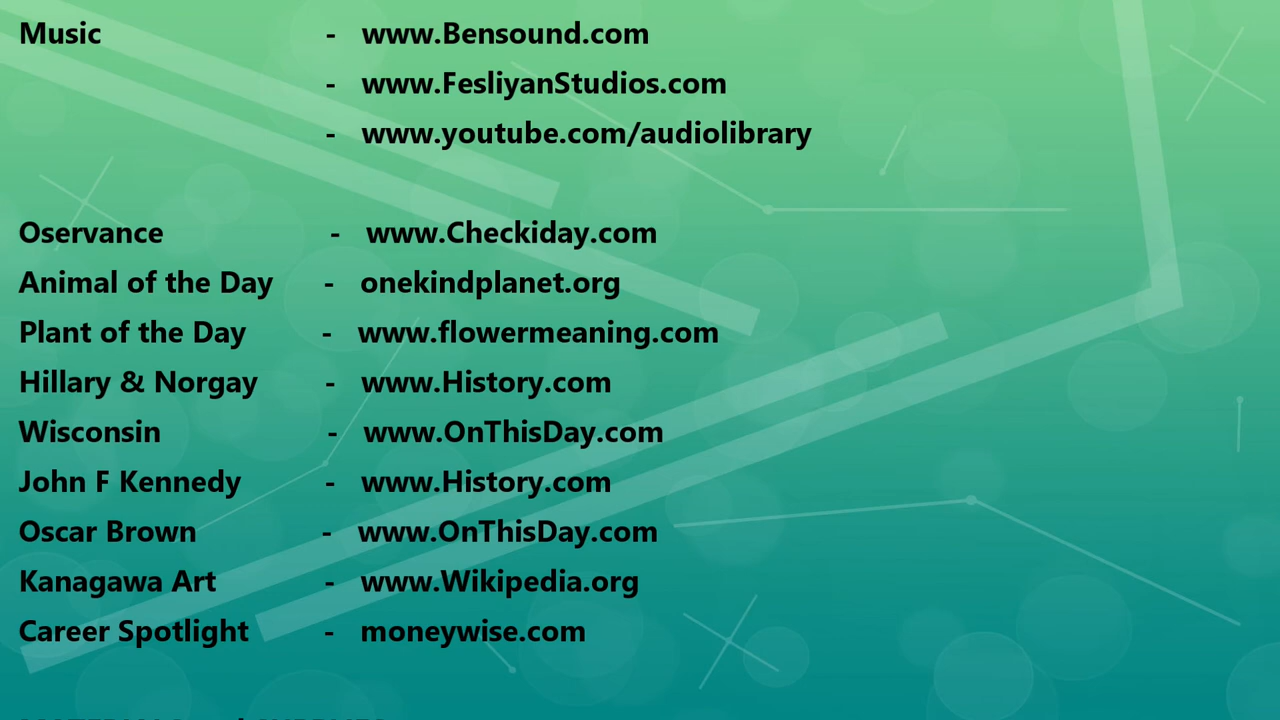 Music - www.Bensound.com
- www.FesliyanStudios.com
- www.youtube.com/audiolibrary
Oservance - www.Checkiday.com
Animal of the Day - onekindplanet.org
Plant of the Day - www.flowermeaning.com
Hillary & Norgay - www.History.com
Wisconsin - www.OnThisDay.com
John F Kennedy - www.History.com
Oscar Brown - www.OnThisDay.com
Kanagawa Art - www.Wikipedia.org
Career Spotlight - moneywise.com